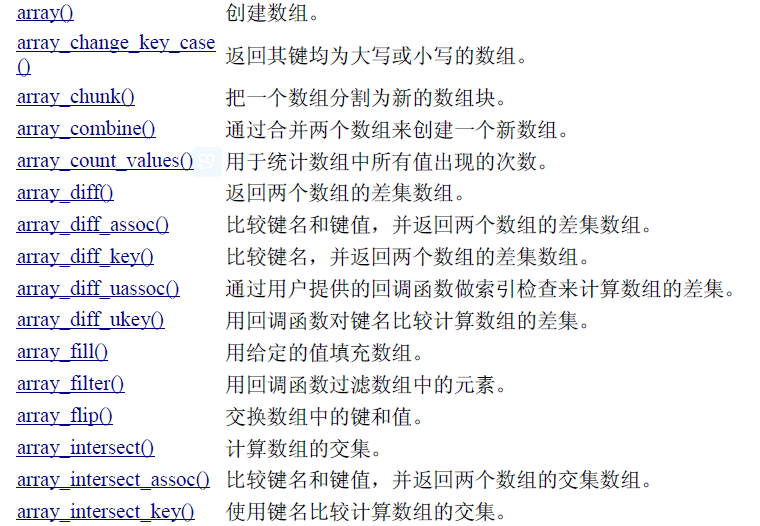 array() 创建数组。
array_change_key_case
() 返回其键均为大写或小写的数组。
array_chunk() 把一个数组分割为新的数组块。
array_combine() 通过合并两个数组来创建一个新数组。
array_count_values() 用于统计数组中所有值出现的次数。
array_diff() 返回两个数组的差集数组。
array_diff_assoc() 比较键名和键值，并返回两个数组的差集数组。
array_diff_key() 比较键名，并返回两个数组的差集数组。
array_diff_uassoc() 通过用户提供的回调函数做索引检查来计算数组的差集。
array_diff_ukey() 用回调函数对键名比较计算数组的差集。
array_fill() 用给定的值填充数组。
array_filter() 用回调函数过滤数组中的元素。
array_flip() 交换数组中的键和值。
array_intersect() 计算数组的交集。
array_intersect_assoc() 比较键名和键值，并返回两个数组的交集数组。
array_intersect_key() 使用键名比较计算数组的交集。